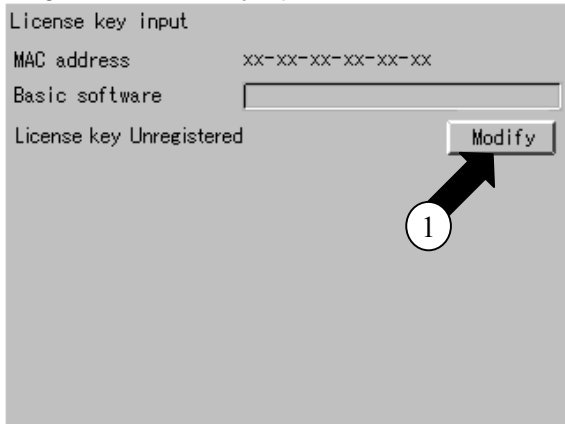 License key input
MAC address xx-xx-xx-xx-xx-xx
Basic software
License key Unregistered Modify
1